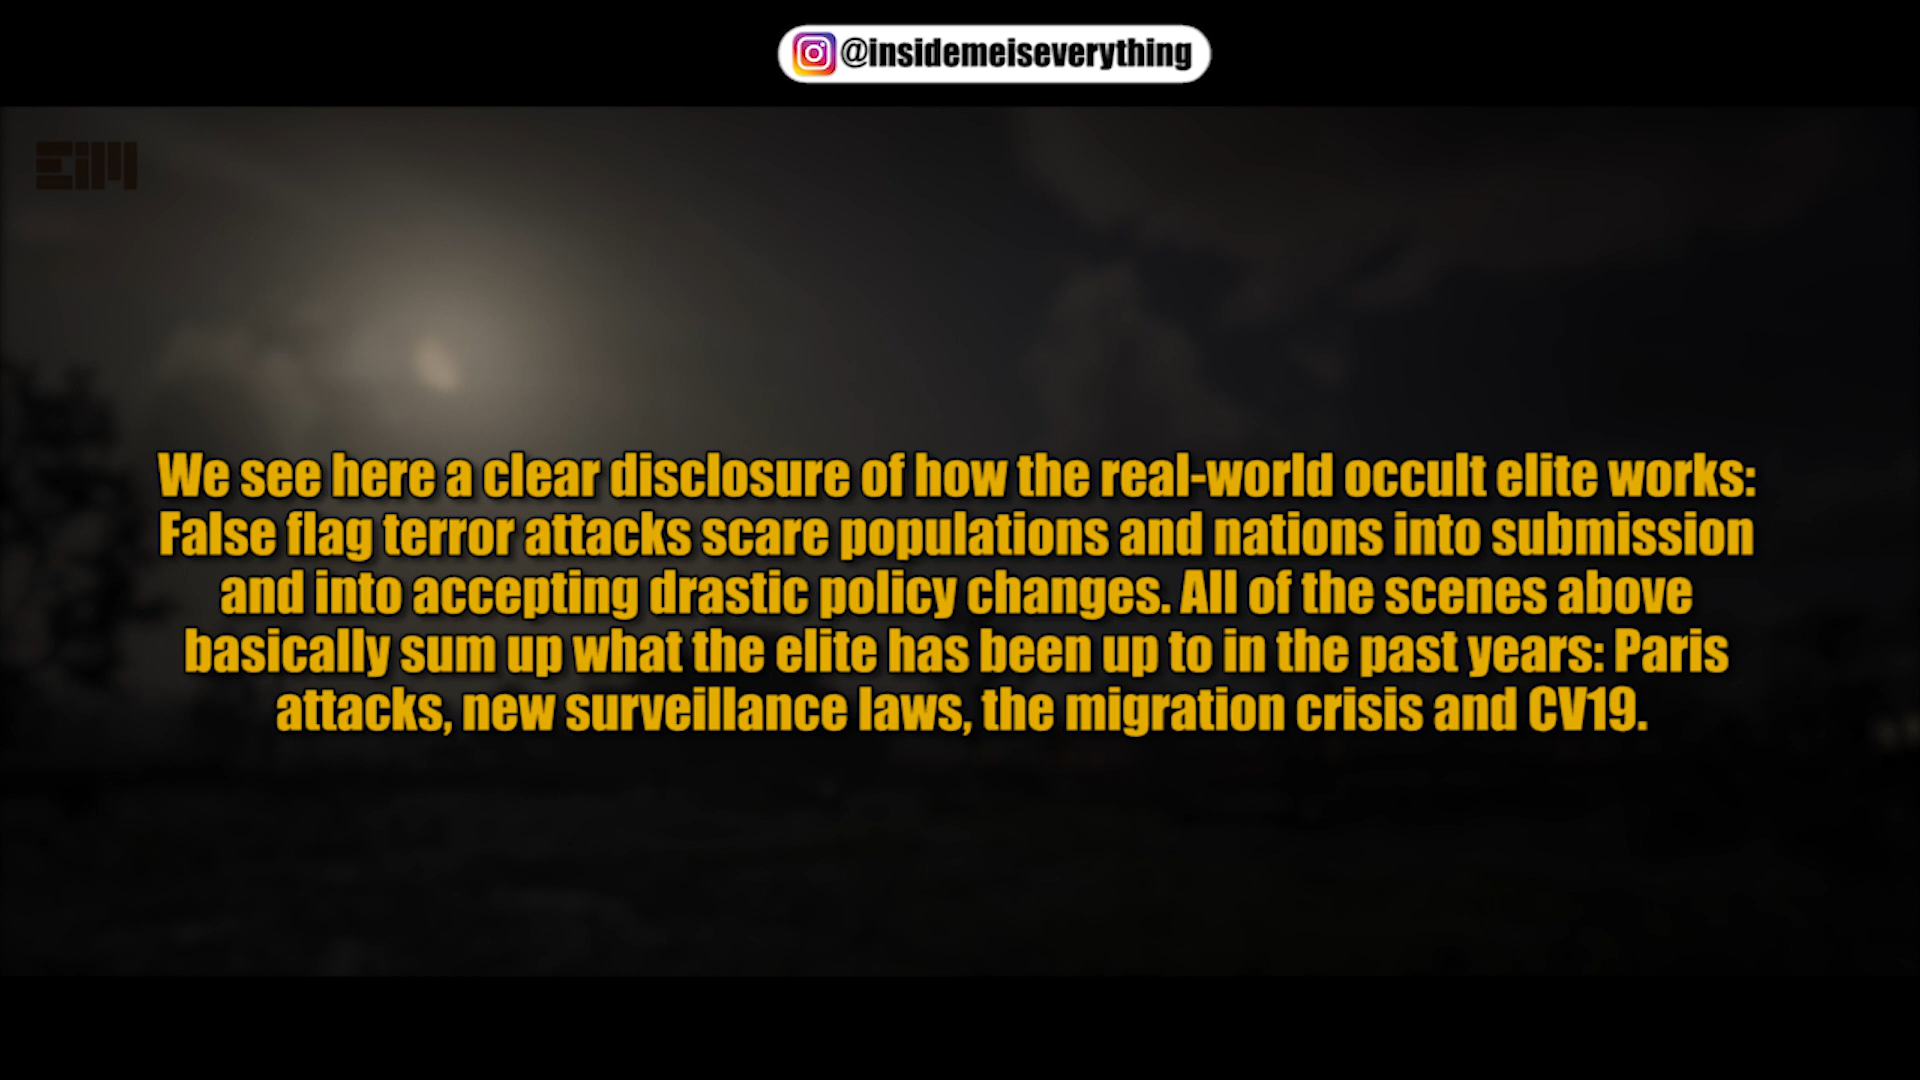 @insidemeiseverything
EiM
We see here a clear disclosure of how the real-world occult elite works:
False flag terror attacks scare populations and nations into submission
and into accepting drastic policy changes. All of the scenes above
basically sum up what the elite has been up to in the past years: Paris
attacks, new surveillance laws, the migration crisis and CV19.